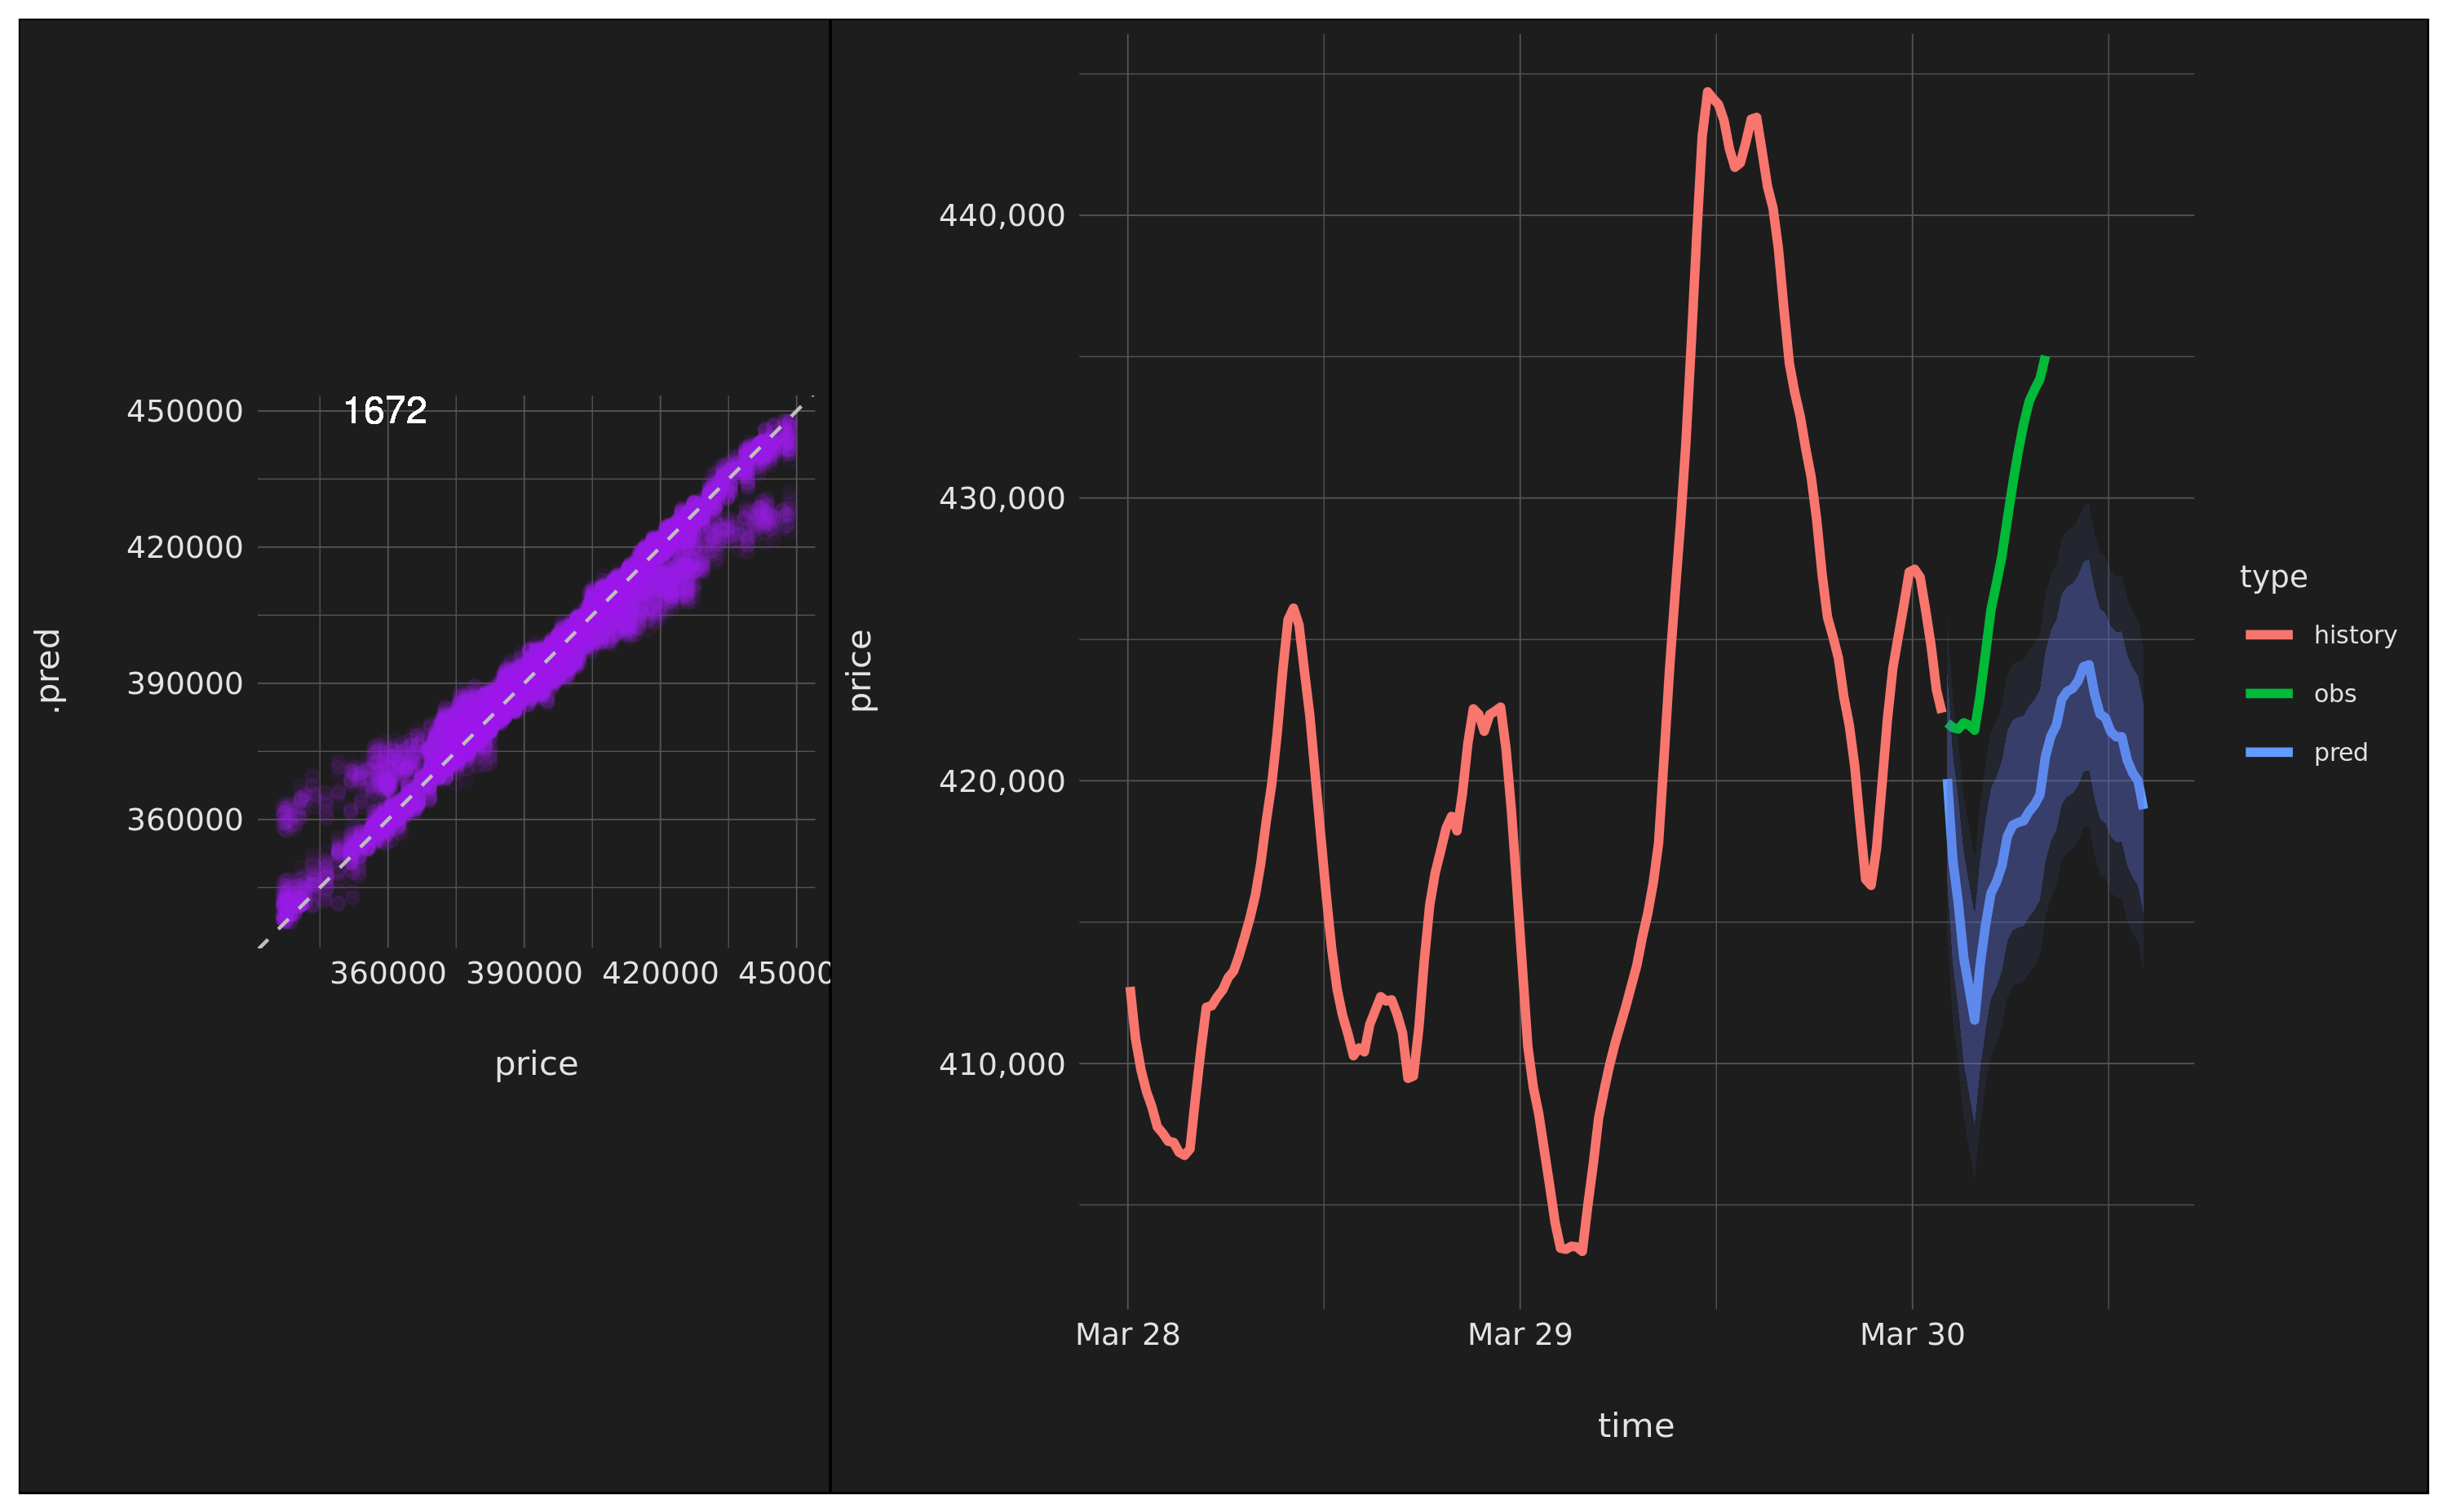 450000
420000
390000
360000
.pred
1672
360000 390000 420000 45000
price
440,000
430,000
420,000
410,000
price
Mar 28 Mar 29 Mar 30
time
type
history
obs
pred